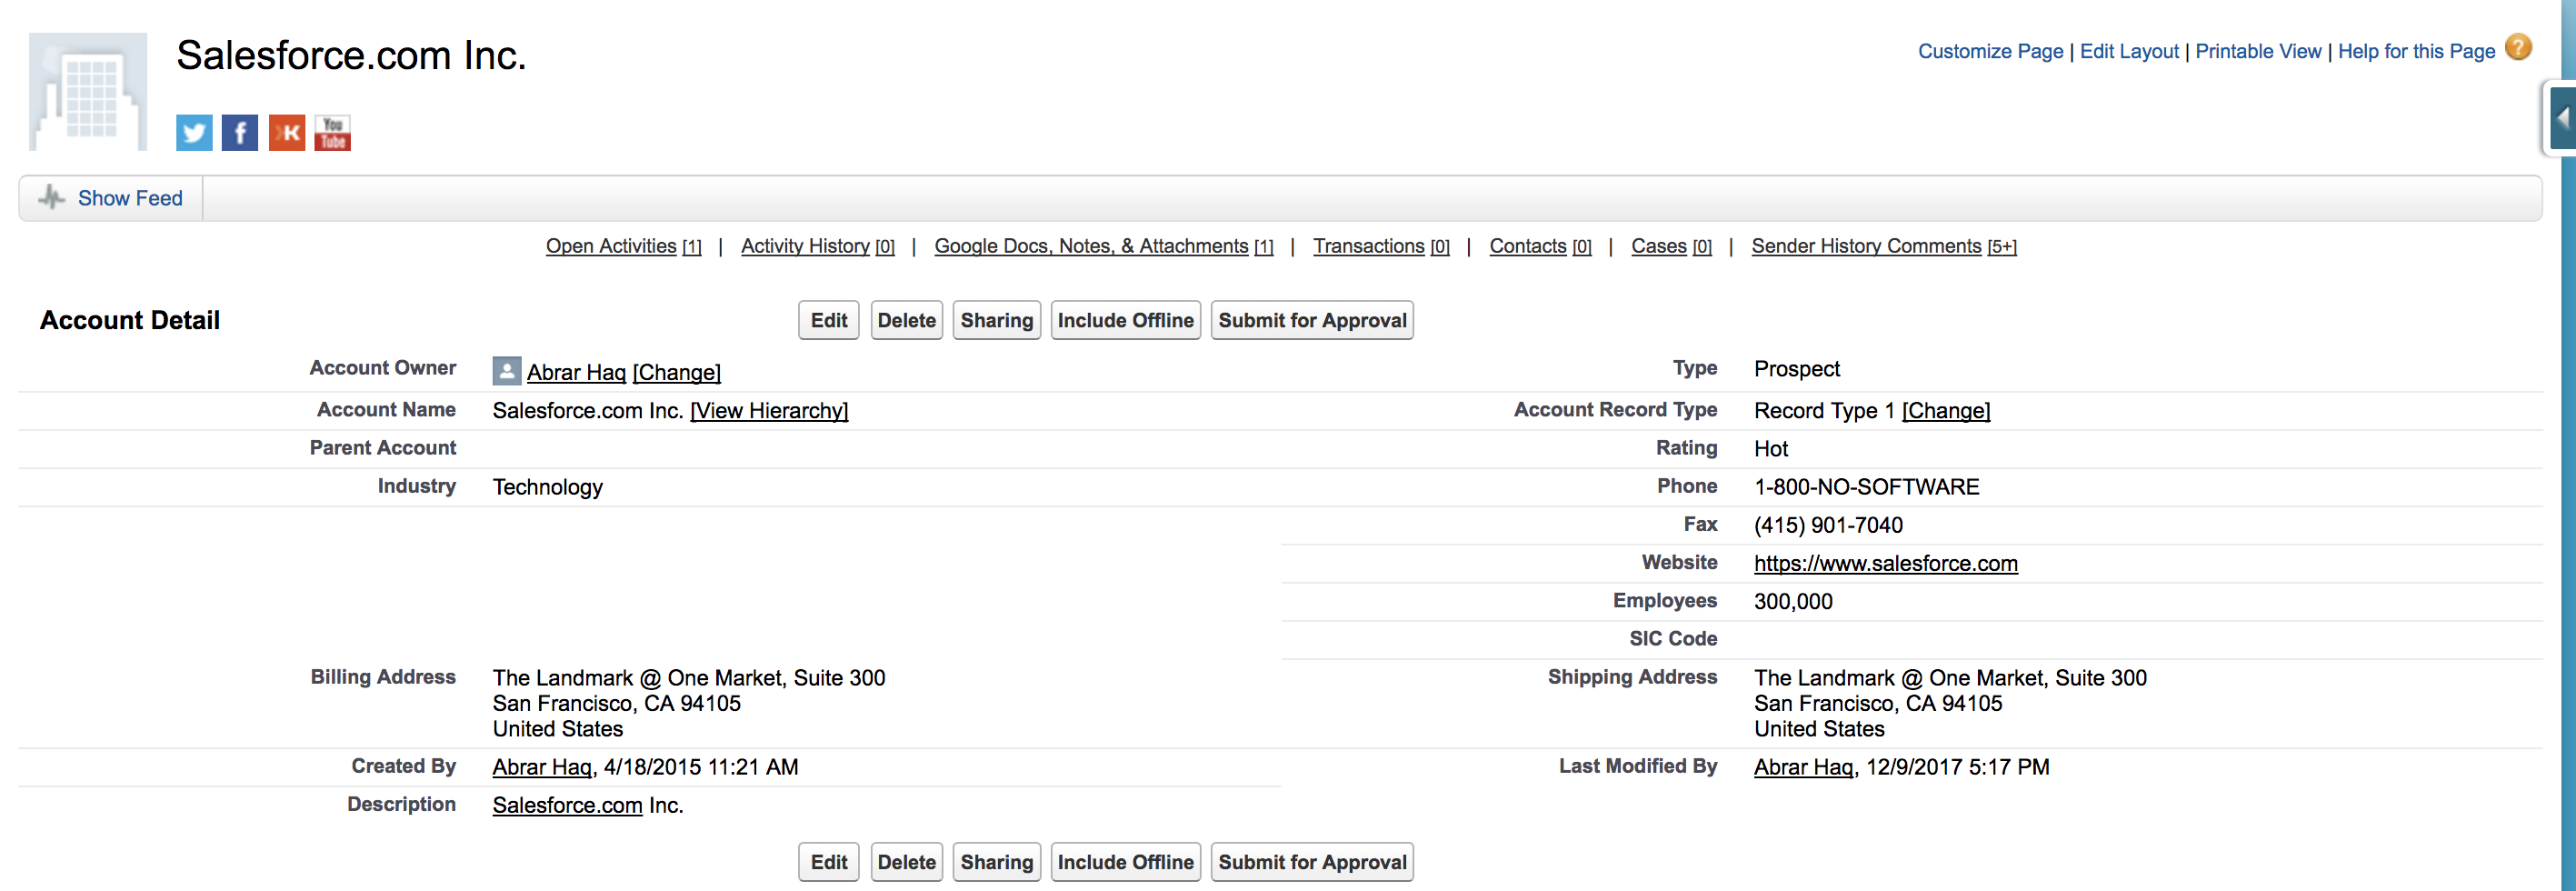 Salesforce.com Inc.
Customize Page | Edit Layout | Printable View | Help for this Page ?
f K You Tube
Show Feed
Open Activities [1] | Activity History [0] | Google Docs, Notes, & Attachments [1] | Transactions [0] | Contacts [0] | Cases [0] | Sender History Comments [5+]
Account Detail Edit Delete Sharing Include Offline Submit for Approval
Account Owner Abrar Haq [Change] Type Prospect
Account Name Salesforce.com Inc. [View Hierarchy] Account Record Type Record Type 1 [Change]
Parent Account Rating Hot
Industry Technology Phone 1-800-NO-SOFTWARE
Fax (415) 901-7040
Website https://www.salesforce.com
Employees 300,000
SIC Code
Billing Address The Landmark @ One Market, Suite 300
San Francisco, CA 94105
United States
Shipping Address The Landmark @ One Market, Suite 300
San Francisco, CA 94105
United States
Created By Abrar Haq, 4/18/2015 11:21 AM Last Modified By Abrar Haq, 12/9/2017 5:17 PM
Description Salesforce.com Inc.
Edit Delete Sharing Include Offline Submit for Approval